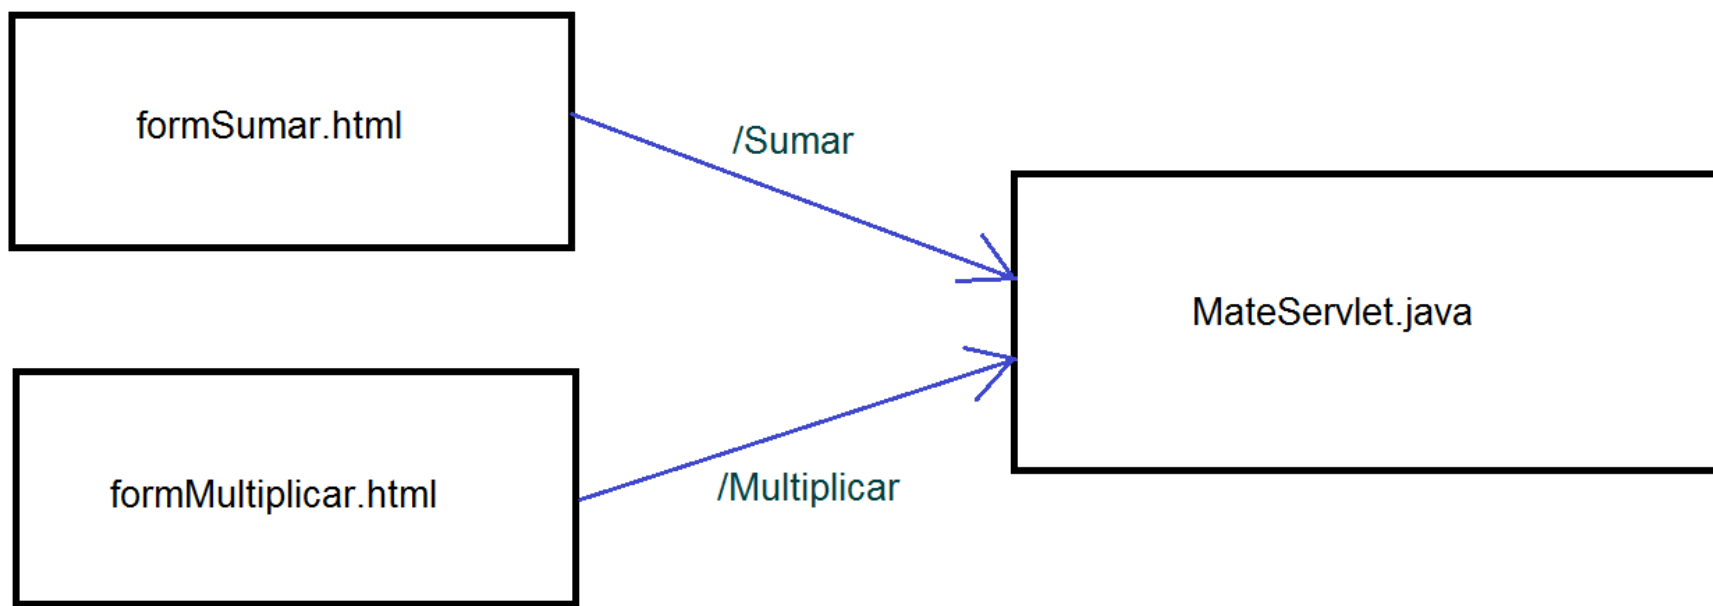 formSumar.html
/Sumar
MateServlet.java
formMultiplicar.html
/Multiplicar